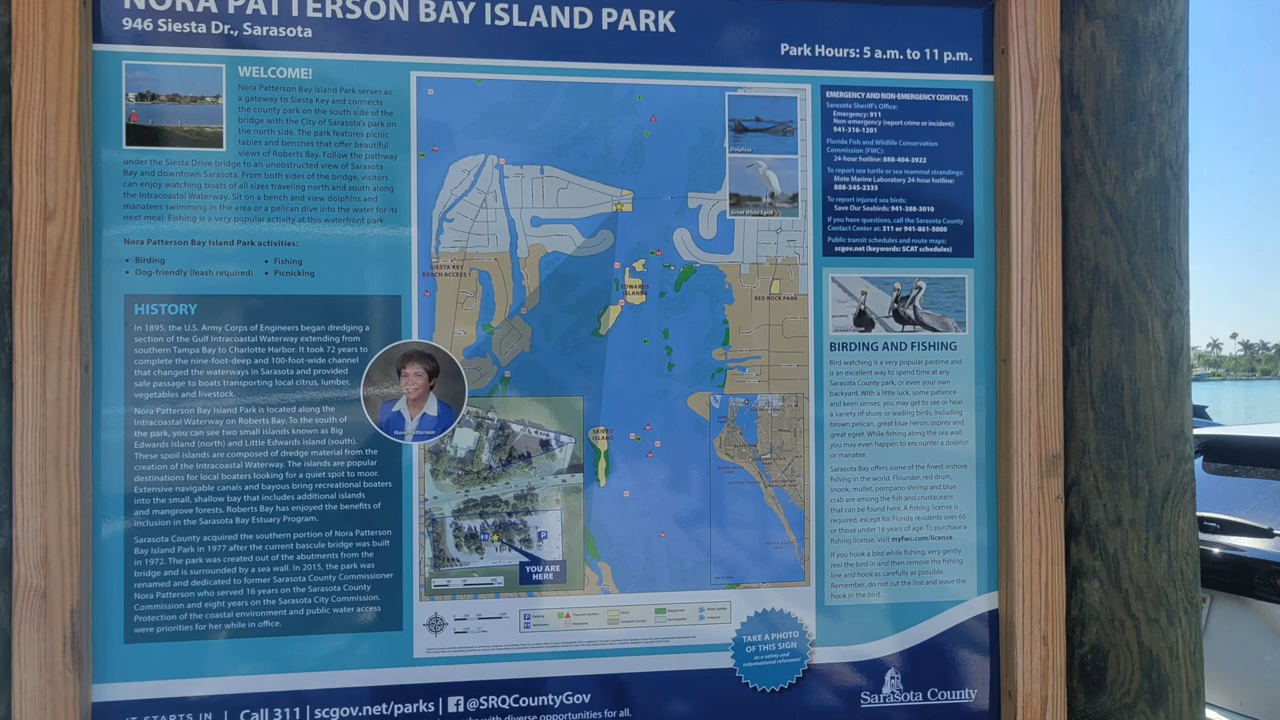 NORA PATTERSON BAY ISLAND PARK
946 Siesta Dr., Sarasota
Park Hours: 5 a.m. to 11 p.m.
WELCOME!
Nora Patterson Bay Island Park serves as
a gateway to Siesta Key and connects
the county park on the south side of the
bridge with the City of Sarasota's park on
the north side. The park features picnic
tables and benches that offer beautiful
views of Roberts Bay. Follow the pathway
under the Siesta Drive bridge to an unobstructed view of Sarasota
Bay and downtown Sarasota. From both sides of the bridge, visitors
can enjoy watching boats of all sizes traveling north and south along
the Intracoastal Waterway. Sit on a bench and view dolphins and
manatees swimming in the area or a pelican dive into the water for its
next meal. Fishing is a very popular activity at this waterfront park.
Nora Patterson Bay Island Park activities:
• Birding
• Dog-friendly (leash required)
• Fishing
• Picnicking
HISTORY
In 1895, the U.S. Army Corps of Engineers began dredging a
section of the Gulf Intracoastal Waterway extending from
southern Tampa Bay to Charlotte Harbor. It took 72 years to
complete the nine-foot-deep and 100-foot-wide channel
that changed the waterways in Sarasota and provided
safe passage to boats transporting local citrus, lumber,
vegetables and livestock.
Nora Patterson Bay Island Park is located along the
Intracoastal Waterway on Roberts Bay. To the south of
the park, you can see two small islands known as Big
Edwards Island (north) and Little Edwards Island (south).
These spoil islands are composed of dredge material from the
creation of the Intracoastal Waterway. The islands are popular
destinations for local boaters looking for a quiet spot to moor.
Extensive navigable canals and bayous bring recreational boaters
into the small, shallow bay that includes additional islands
and mangrove forests. Roberts Bay has enjoyed the benefits of
inclusion in the Sarasota Bay Estuary Program.
Sarasota County acquired the southern portion of Nora Patterson
Bay Island Park in 1977 after the current bascule bridge was built
in 1972. The park was created out of the abutments from the
bridge and is surrounded by a sea wall. In 2015, the park was
renamed and dedicated to former Sarasota County Commissioner
Nora Patterson who served 16 years on the Sarasota County
Commission and eight years on the Sarasota City Commission.
Protection of the coastal environment and public water access
were priorities for her while in office.
Nora Patterson
Dolphins
Great White Egret
SIESTA KEY
BEACH ACCESS 1
EDWARDS
ISLANDS
RED ROCK PARK
SKIERS'
ISLAND
YOU ARE
HERE
Parking
Restrooms
Channel Markers
Parks
Sarasota County
Mangrove
Municipality
EMERGENCY AND NON-EMERGENCY CONTACTS
Sarasota Sheriff's Office:
Emergency: 911
Non-emergency (report crime or incident):
941-316-1201
Florida Fish and Wildlife Conservation
Commission (FWC):
24-hour hotline: 888-404-3922
To report sea turtle or sea mammal strandings:
Mote Marine Laboratory 24-hour hotline:
888-345-2335
To report injured sea birds:
Save Our Seabirds: 941-388-3010
If you have questions, call the Sarasota County
Contact Center at: 311 or 941-861-5000
Public transit schedules and route maps:
scgov.net (keywords: SCAT schedules)
BIRDING AND FISHING
Bird watching is a very popular pastime and
is an excellent way to spend time at any
Sarasota County park, or even your own
backyard. With a little luck, some patience
and keen senses, you may get to see or hear
a variety of shore or wading birds, including
brown pelican, great blue heron, osprey and
great egret. While fishing along the sea wall,
you may even happen to encounter a dolphin
or manatee.
Sarasota Bay offers some of the finest inshore
fishing in the world. Flounder, red drum,
snook, mullet, pompano shrimp and blue
crab are among the fish and crustaceans
that can be found here. A fishing license is
required, except for Florida residents over 65
or those under 16 years of age. To purchase a
fishing license, visit myfwc.com/license.
If you hook a bird while fishing, very gently
reel the bird in and then remove the fishing
line and hook as carefully as possible.
Remember, do not cut the line and leave the
hook in the bird.
TAKE A PHOTO
OF THIS SIGN
as a safety and
informational reference!
Sarasota County
IT STARTS IN | Call 311 | scgov.net/parks | @SRQCountyGov
with diverse opportunities for all.